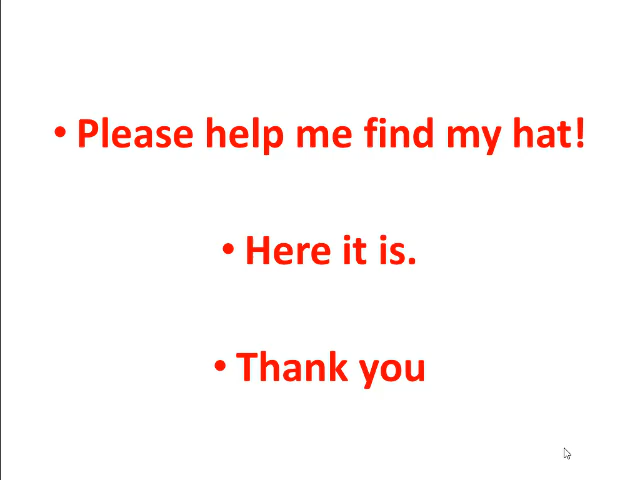 • Please help me find my hat!
• Here it is.
• Thank you